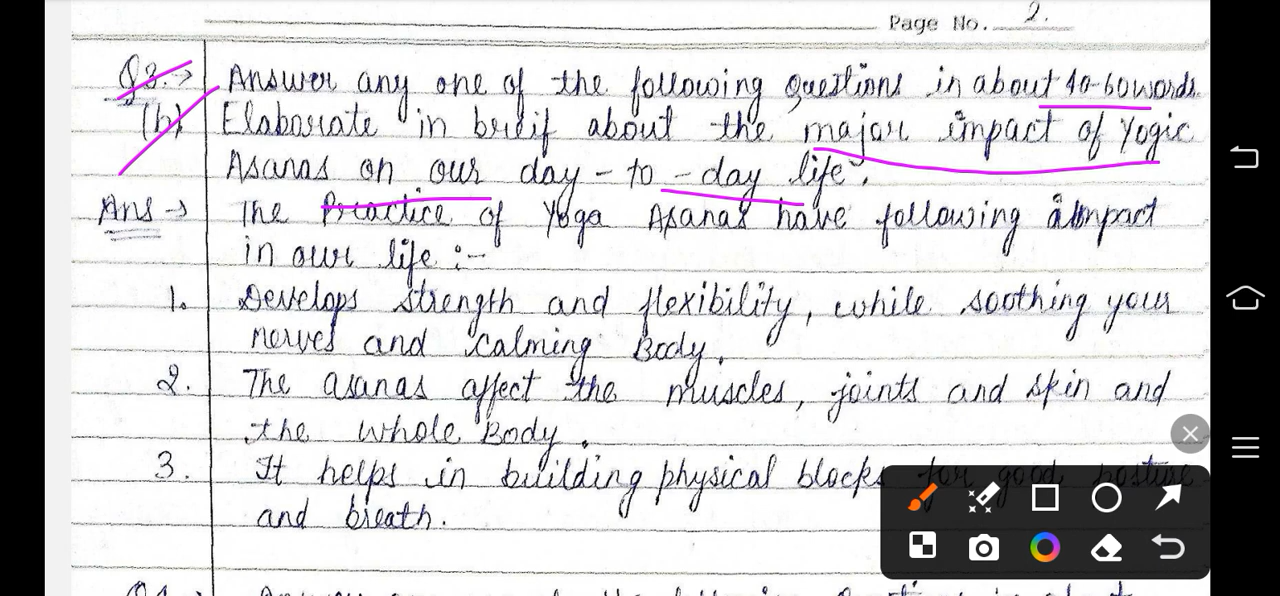 Page No. 2.
Q3.→ Answer any one of the following Questions in about 40-60 words.
(b) Elaborate in breif about the major impact of Yogic
Asanas on our day-to-day life.
Ans → The Practice of Yoga Asanas have following impact
in our life :-
1. Develops strength and flexibility, while soothing your
nerves and calming Body.
2. The asanas affect the muscles, joints and skin and
the whole Body.
3. It helps in building physical blocks for good posture
and breath.